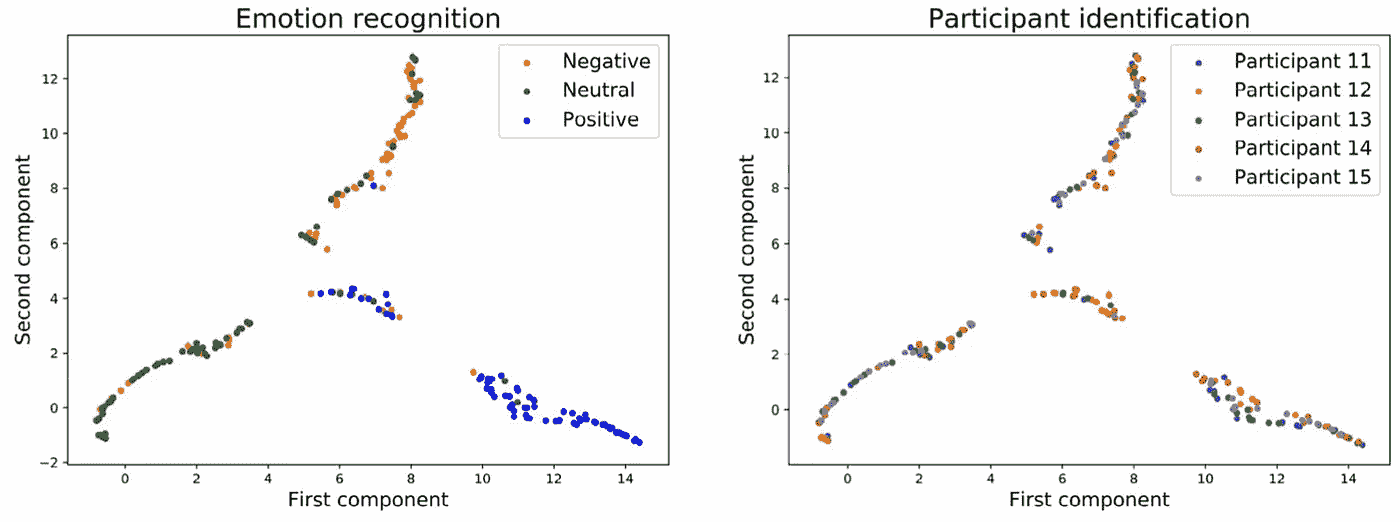 Emotion recognition
Negative
Neutral
Positive
Second component
12
10
8
6
4
2
0
−2
0 2 4 6 8 10 12 14
First component
Participant identification
Participant 11
Participant 12
Participant 13
Participant 14
Participant 15
Second component
12
10
8
6
4
2
0
0 2 4 6 8 10 12 14
First component